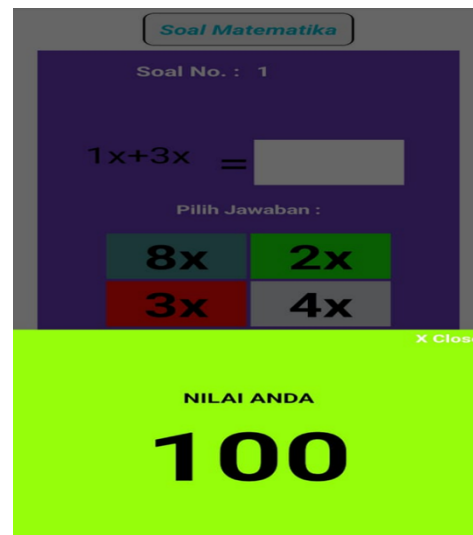 Soal Matematika
Soal No. : 1
1x+3x =
Pilih Jawaban :
8x 2x
3x 4x
X Close
NILAI ANDA
100